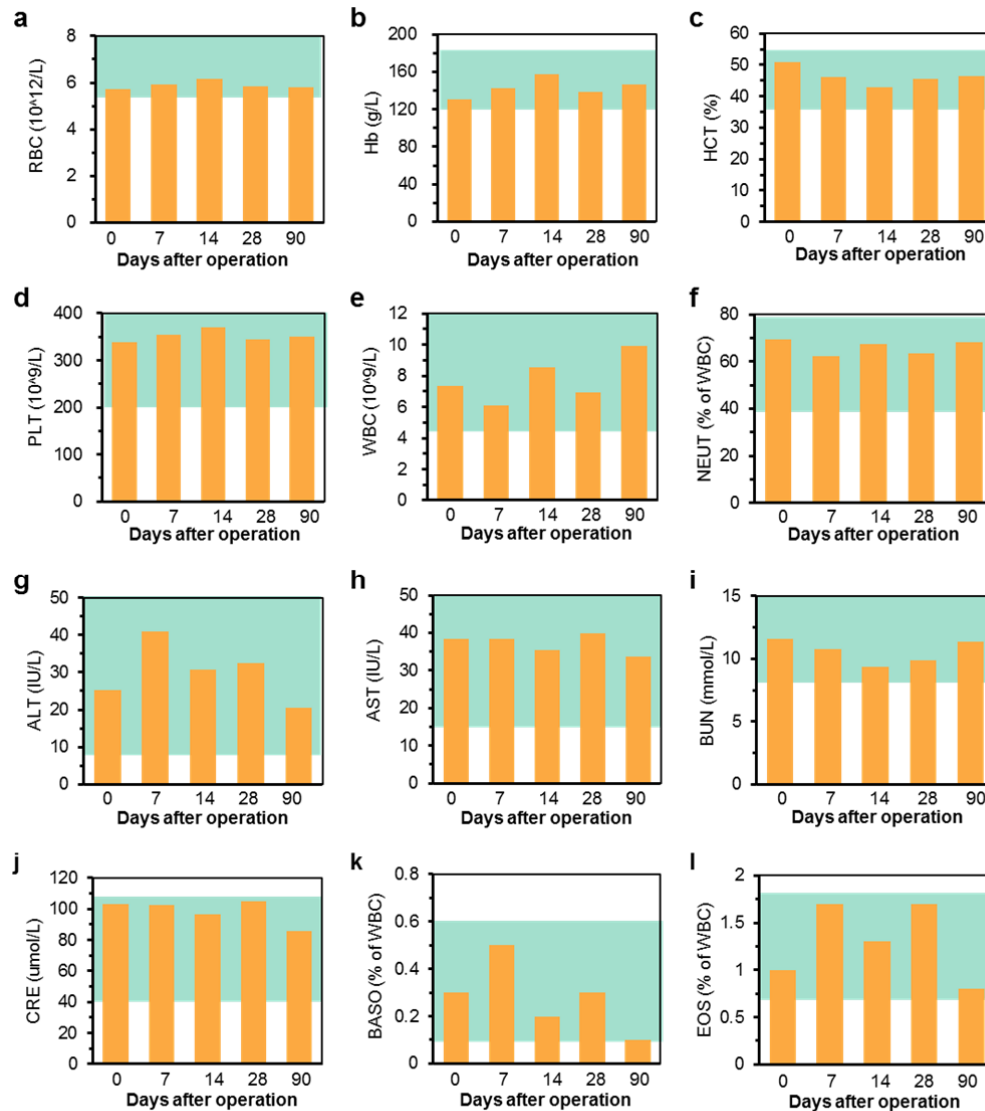 a
RBC (10^12/L)
8
6
4
2
0
0 7 14 28 90
Days after operation
b
Hb (g/L)
200
160
120
80
40
0
0 7 14 28 90
Days after operation
c
HCT (%)
60
50
40
30
20
10
0
0 7 14 28 90
Days after operation
d
PLT (10^9/L)
400
300
200
100
0
0 7 14 28 90
Days after operation
e
WBC (10^9/L)
12
10
8
6
4
2
0
0 7 14 28 90
Days after operation
f
NEUT (% of WBC)
80
60
40
20
0
0 7 14 28 90
Days after operation
g
ALT (IU/L)
50
40
30
20
10
0
0 7 14 28 90
Days after operation
h
AST (IU/L)
50
40
30
20
10
0
0 7 14 28 90
Days after operation
i
BUN (mmol/L)
15
10
5
0
0 7 14 28 90
Days after operation
j
CRE (umol/L)
120
100
80
60
40
20
0
0 7 14 28 90
Days after operation
k
BASO (% of WBC)
0.8
0.6
0.4
0.2
0
0 7 14 28 90
Days after operation
l
EOS (% of WBC)
2
1.5
1
0.5
0
0 7 14 28 90
Days after operation